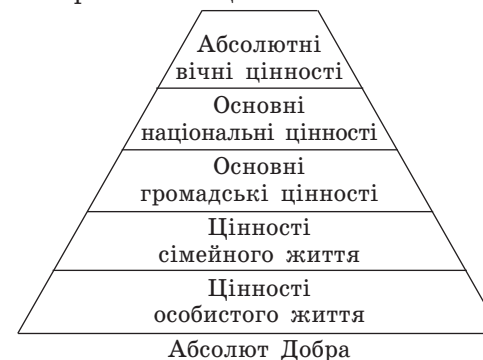 Абсолютні
вічні цінності
Основні
національні цінності
Основні
громадські цінності
Цінності
сімейного життя
Цінності
особистого життя
Абсолют Добра